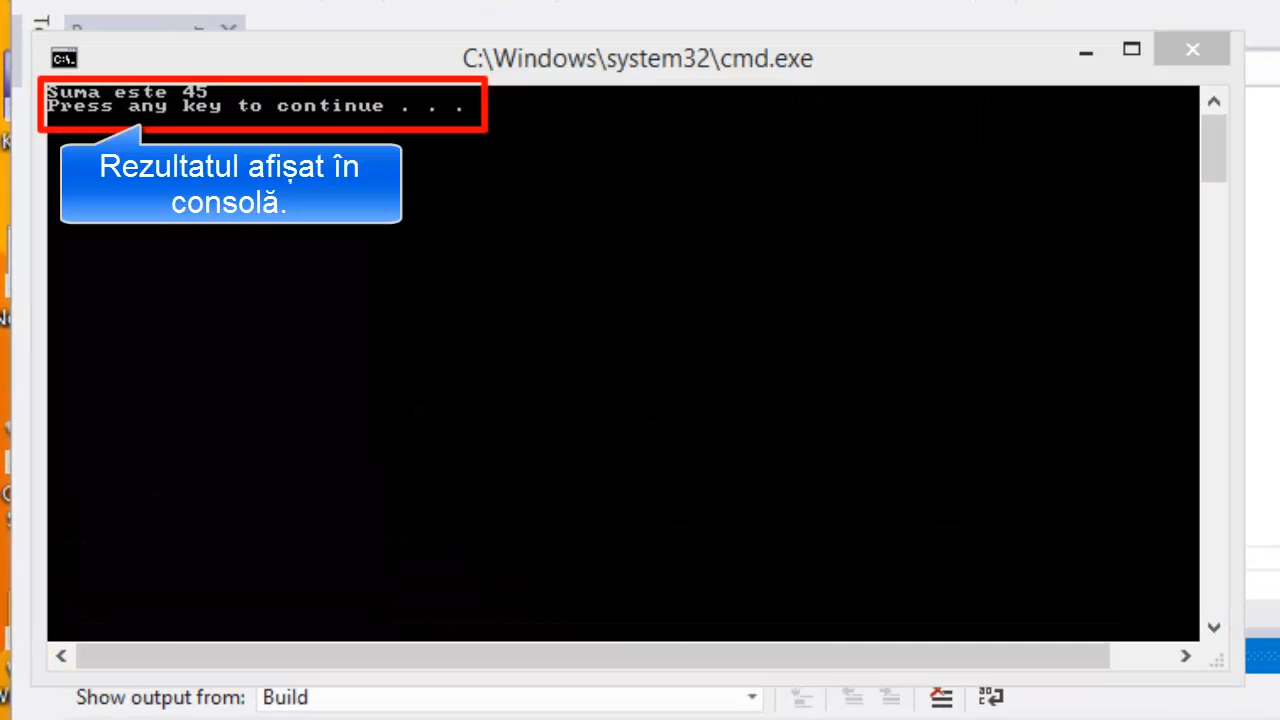 C:\Windows\system32\cmd.exe
Suma este 45
Press any key to continue . . .
Rezultatul afișat în
consolă.
Show output from: Build